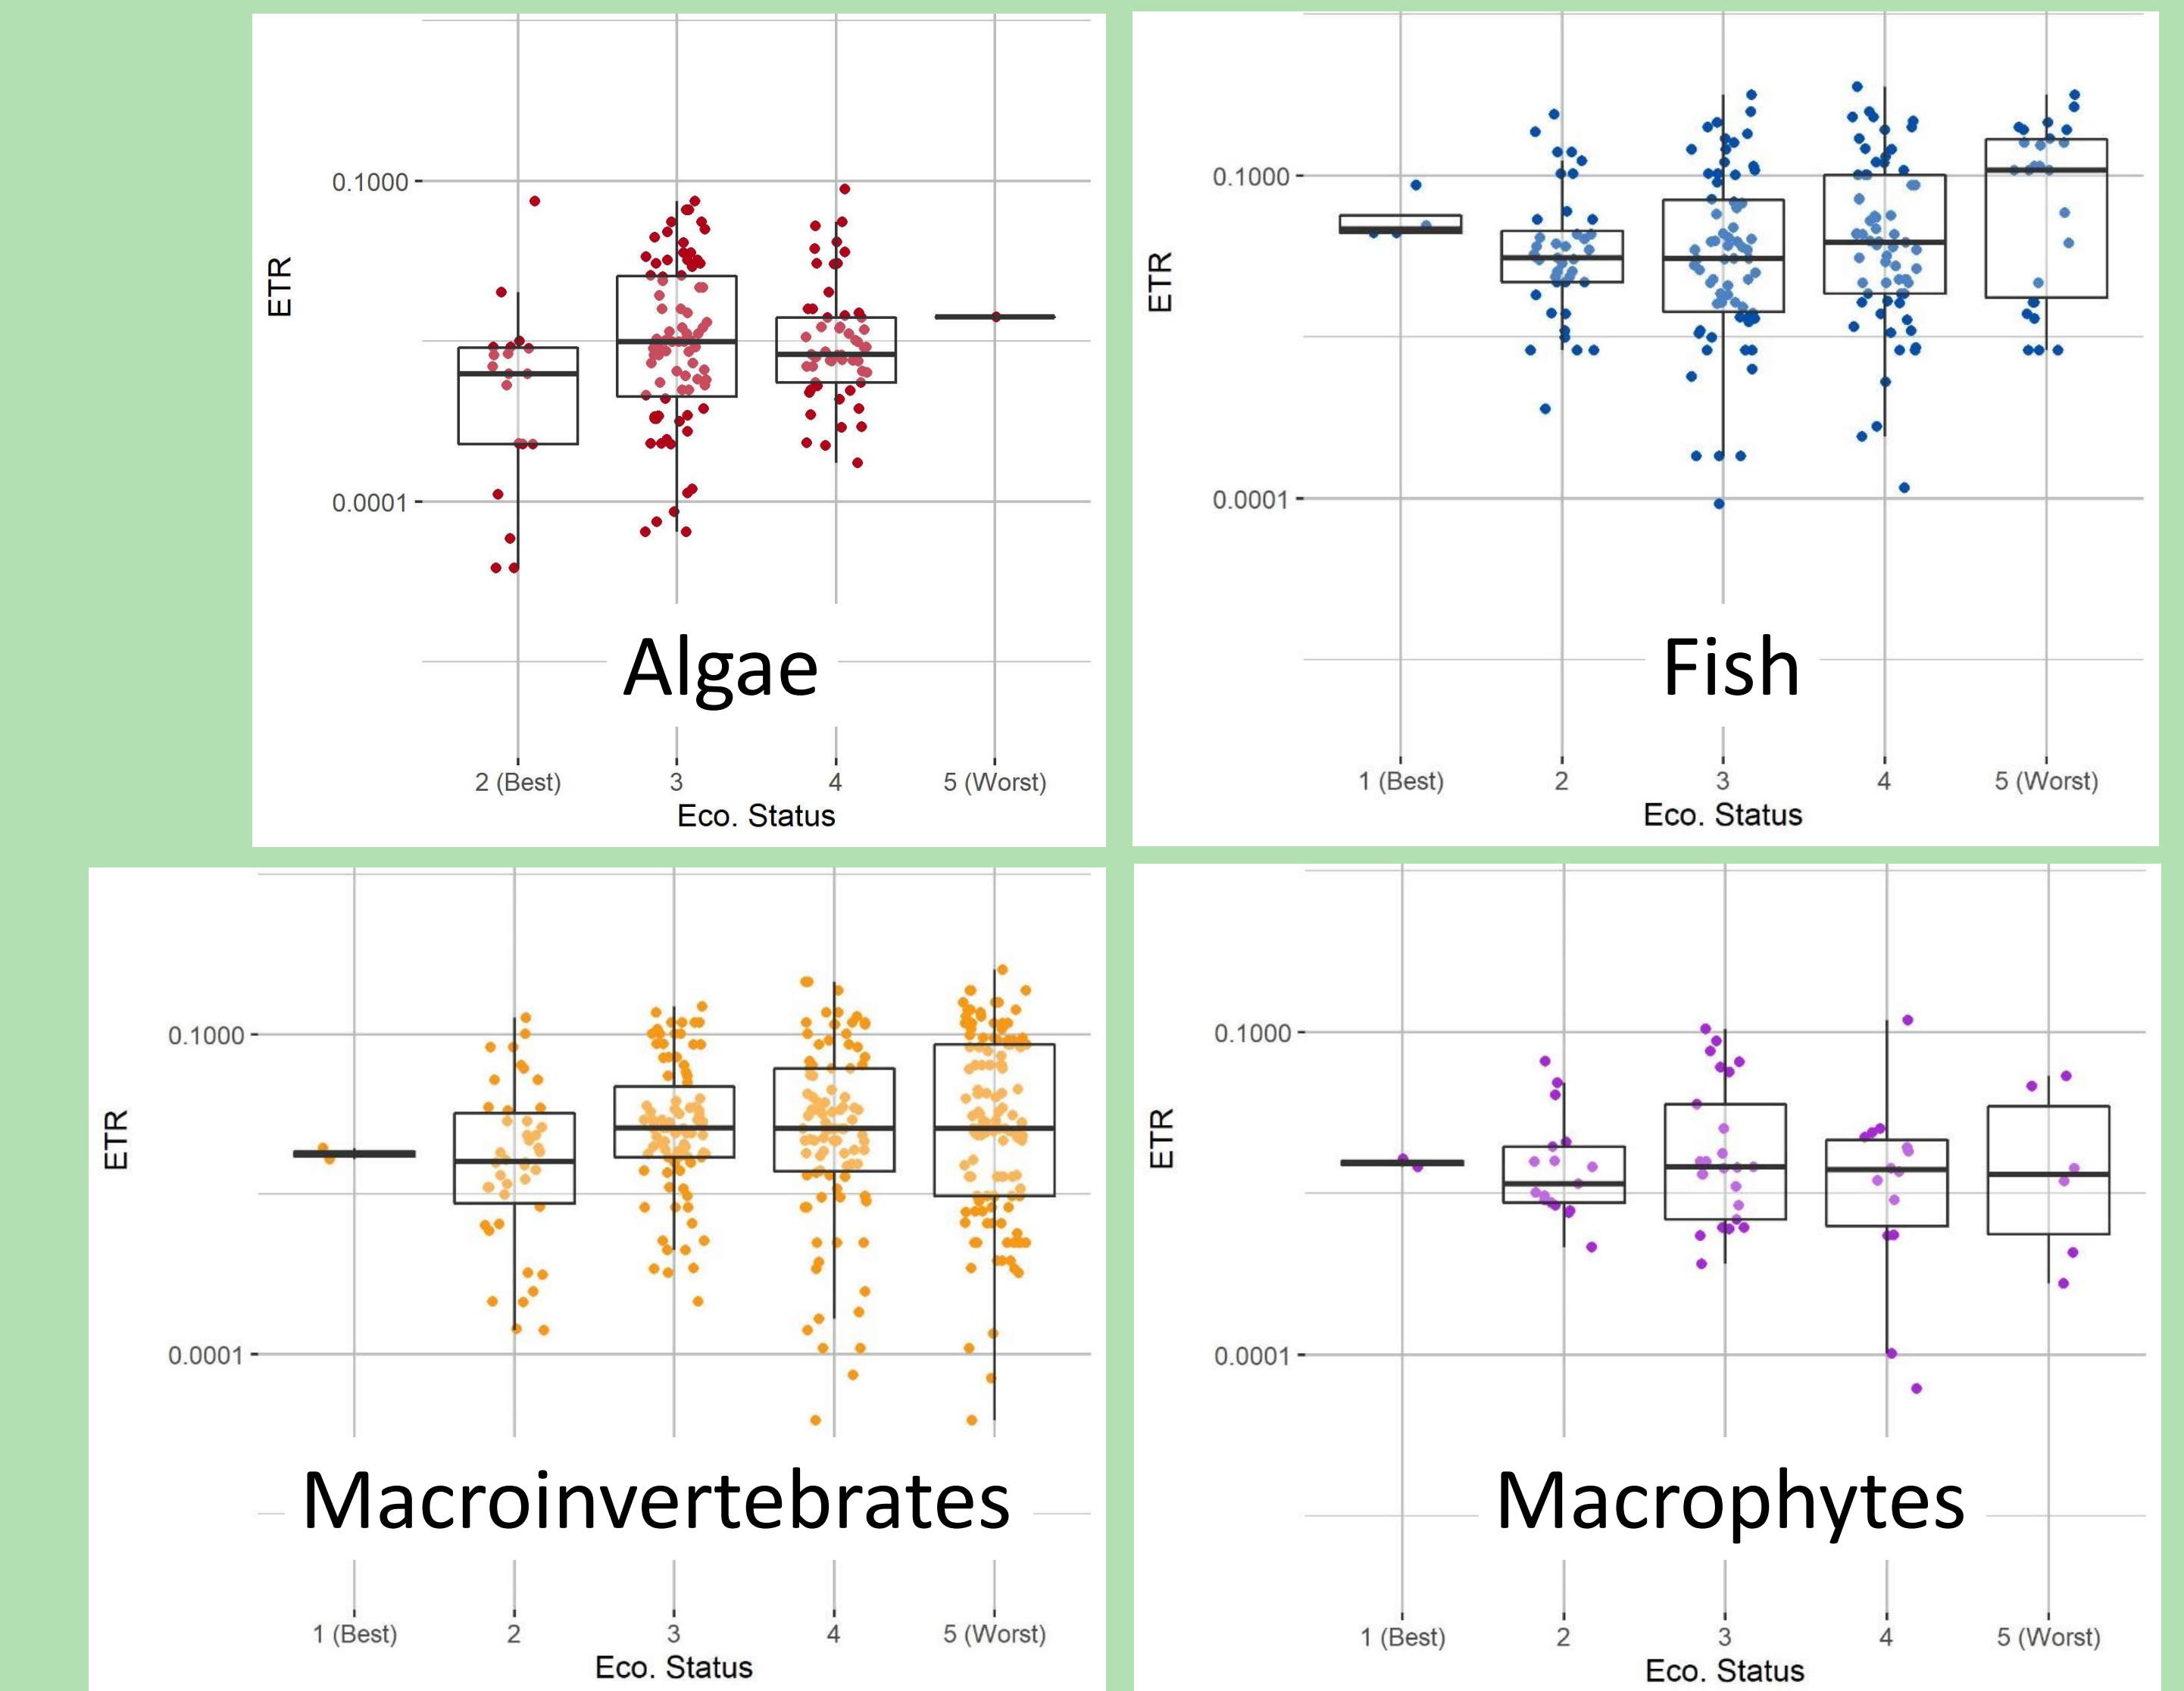 0.1000
ETR
0.0001
Algae
2 (Best) 3 4 5 (Worst)
Eco. Status
0.1000
ETR
0.0001
Fish
1 (Best) 2 3 4 5 (Worst)
Eco. Status
0.1000
ETR
0.0001
Macroinvertebrates
1 (Best) 2 3 4 5 (Worst)
Eco. Status
0.1000
ETR
0.0001
Macrophytes
1 (Best) 2 3 4 5 (Worst)
Eco. Status